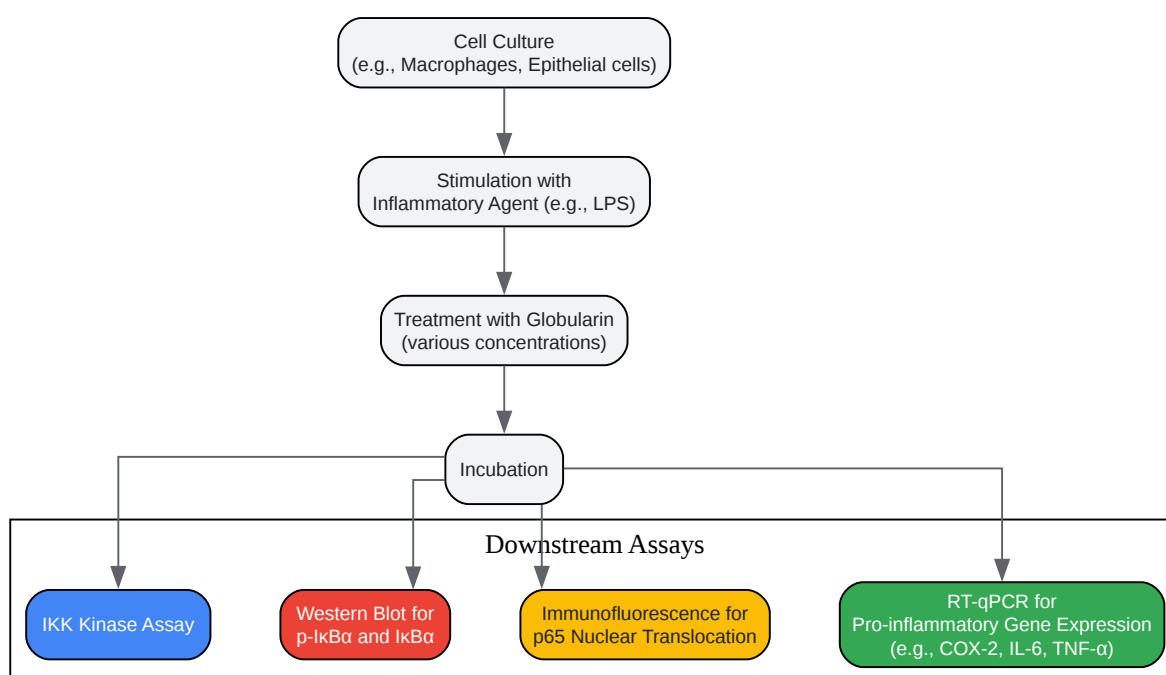 Cell Culture
(e.g., Macrophages, Epithelial cells)
Stimulation with
Inflammatory Agent (e.g., LPS)
Treatment with Globularin
(various concentrations)
Incubation
Downstream Assays
IKK Kinase Assay
Western Blot for
p-IκBα and IκBα
Immunofluorescence for
p65 Nuclear Translocation
RT-qPCR for
Pro-inflammatory Gene Expression
(e.g., COX-2, IL-6, TNF-α)